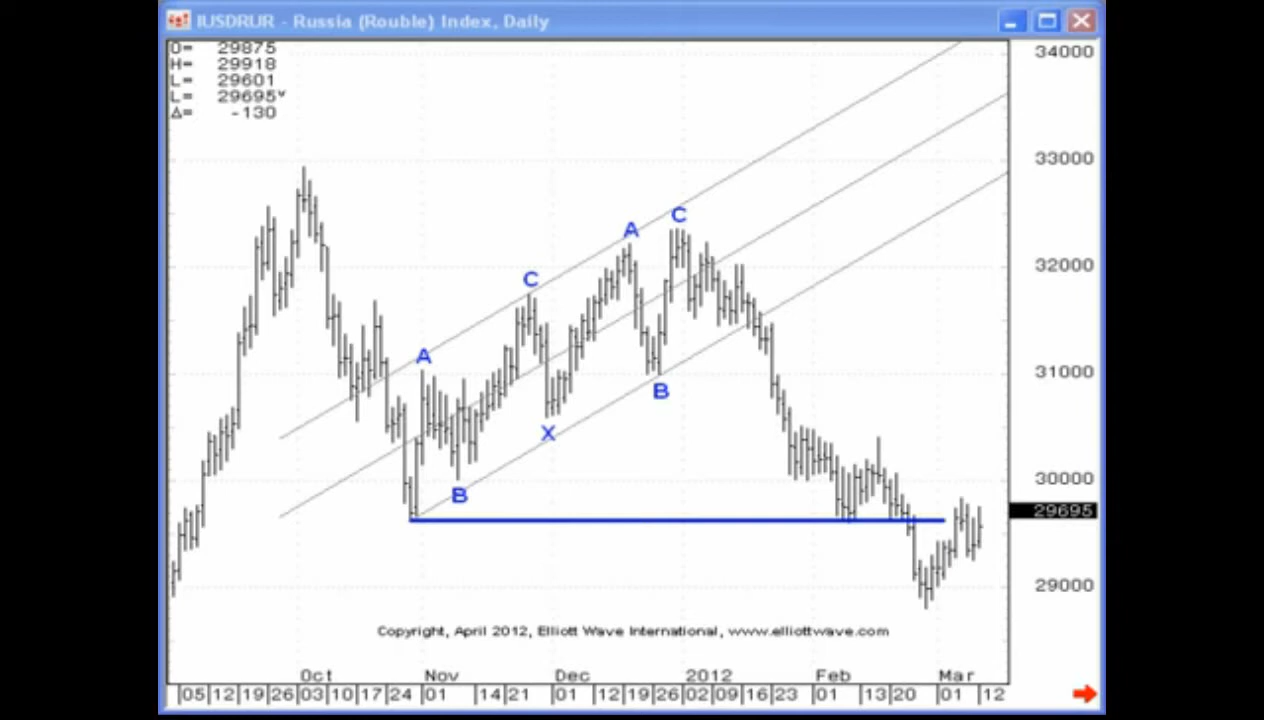 IUSDRUR - Russia (Rouble) Index, Daily
O= 29875
H= 29918
L= 29601
L= 29695v
Δ= -130
34000
33000
32000
31000
30000
29695
29000
A
C
A
C
B
X
B
Copyright, April 2012, Elliott Wave International, www.elliottwave.com
Oct Nov Dec 2012 Feb Mar
05 12 19 26 03 10 17 24 01 14 21 01 12 19 26 02 09 16 23 01 13 20 01 12